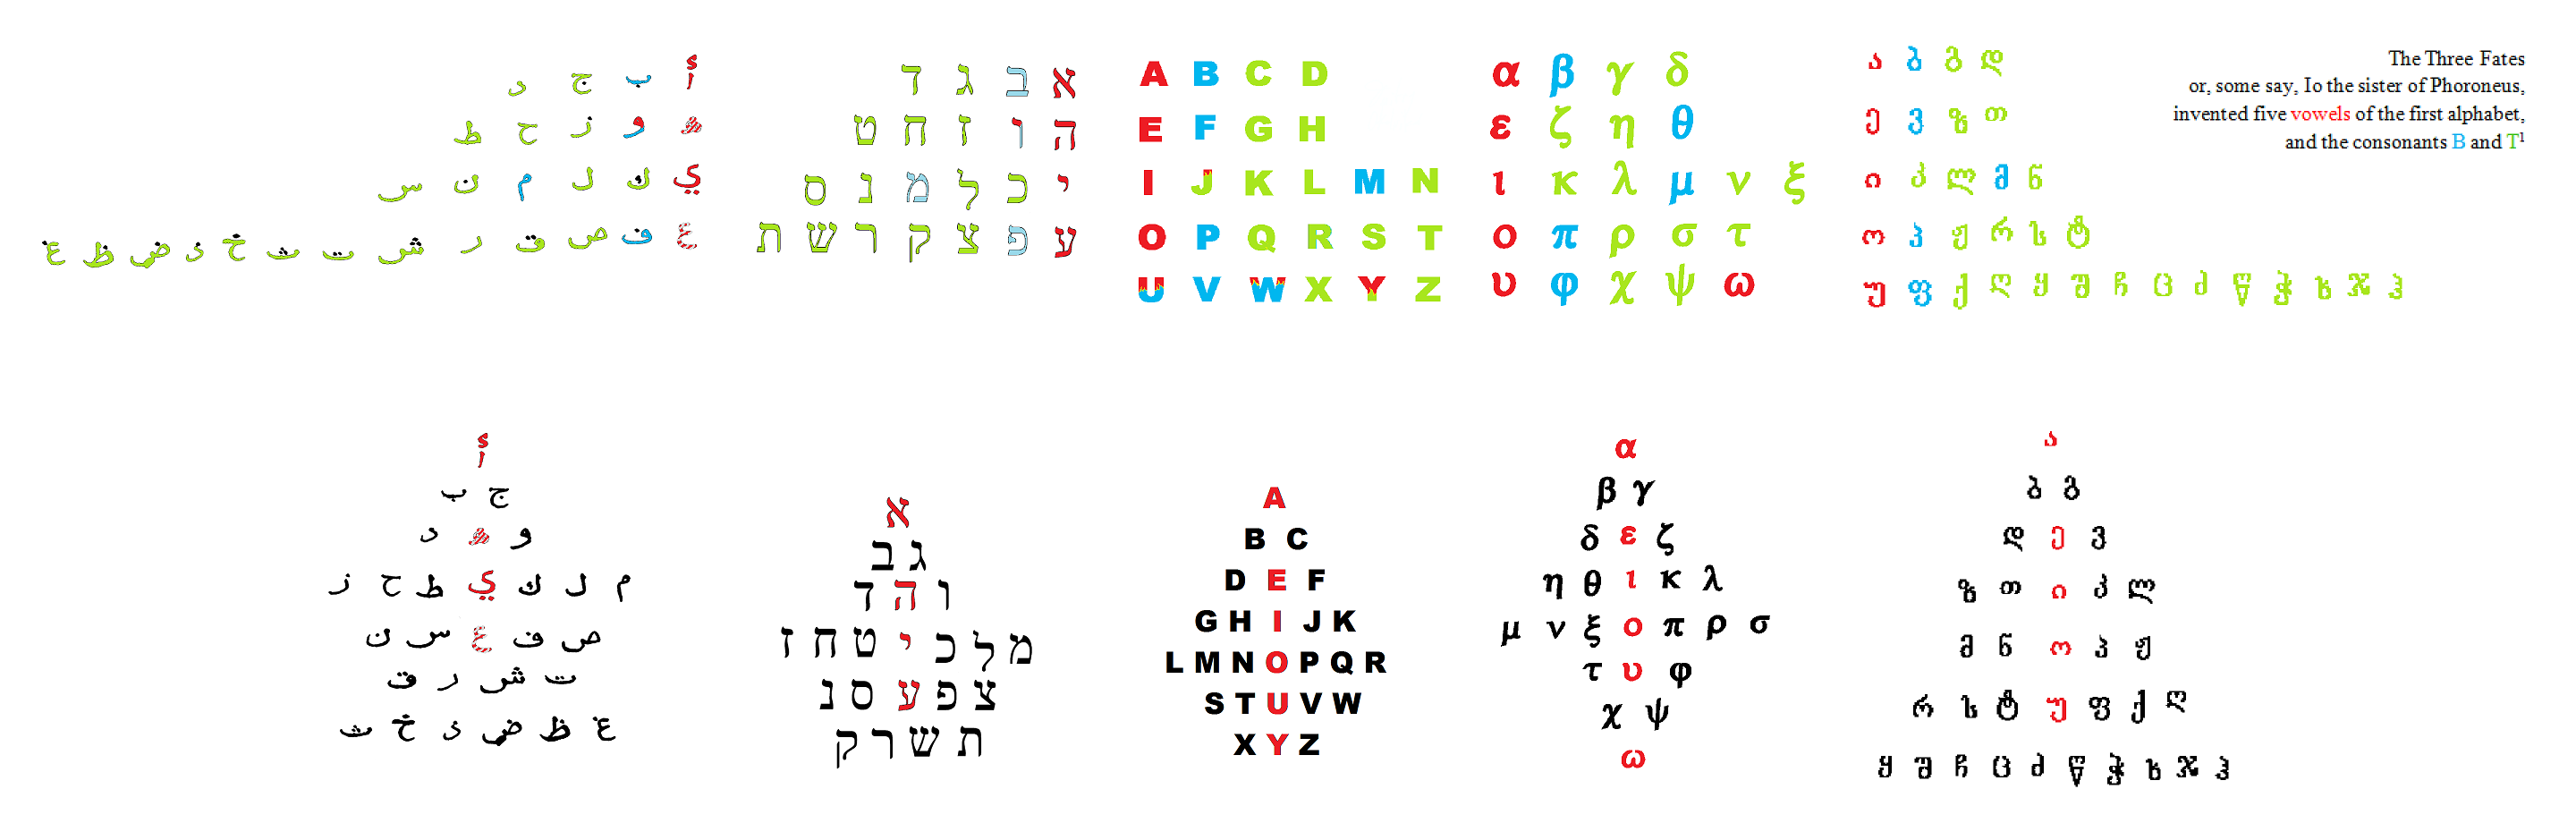 أ ب ج د
ه و ز ح ط
ي ك ل م ن س
ع ف ص ق ر ش ت ث خ ذ ض ظ غ
א ב ג ד
ה ו ז ח ט
י כ ל מ נ ס
ע פ צ ק ר ש ת
A B C D
E F G H
I J K L M N
O P Q R S T
U V W X Y Z
α β γ δ
ε ζ η θ
ι κ λ μ ν ξ
ο π ρ σ τ
υ φ χ ψ ω
ა ბ გ დ
ე ვ ზ თ
ი კ ლ მ ნ
ო პ ჟ რ ს ტ
უ ფ ქ ღ ყ შ ჩ ც ძ წ ჭ ხ ჯ ჰ
The Three Fates
or, some say, Io the sister of Phoroneus,
invented five vowels of the first alphabet,
and the consonants B and T¹
أ
ب ج
د ه و
ز ح ط ي ك ل م
ن س ع ف ص
ق ر ش ت
ث خ ذ ض ظ غ
א
ב ג
ד ה ו
ז ח ט י כ ל מ
נ ס ע פ צ
ק ר ש ת
A
B C
D E F
G H I J K
L M N O P Q R
S T U V W
X Y Z
α
β γ
δ ε ζ
η θ ι κ λ
μ ν ξ ο π ρ σ
τ υ φ
χ ψ
ω
ა
ბ გ
დ ე ვ
ზ თ ი კ ლ
მ ნ ო პ ჟ
რ ს ტ უ ფ ქ ღ
ყ შ ჩ ც ძ წ ჭ ხ ჯ ჰ